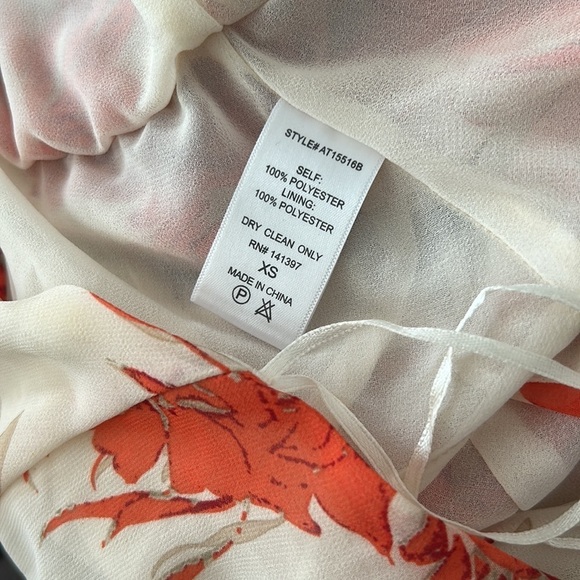 STYLE# AT15516B
SELF:
100% POLYESTER
LINING:
100% POLYESTER
DRY CLEAN ONLY
RN# 141397
XS
MADE IN CHINA
P